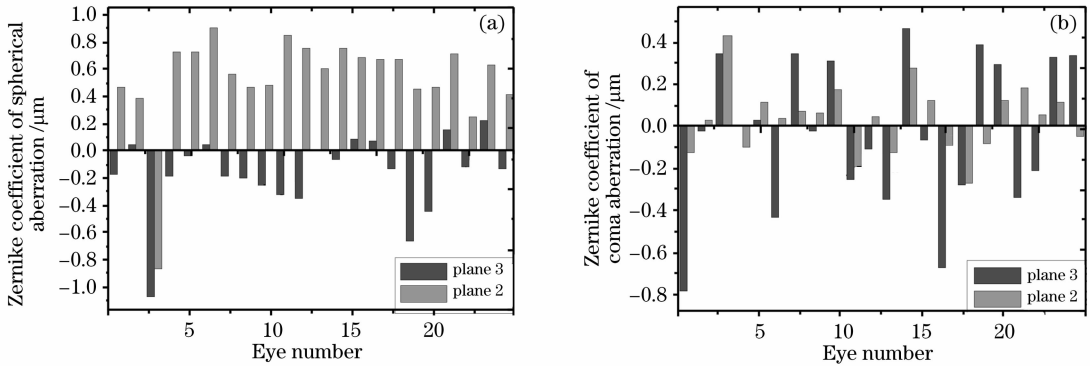 (a)
Zernike coefficient of spherical
aberration /μm
1.0
0.8
0.6
0.4
0.2
0.0
−0.2
−0.4
−0.6
−0.8
−1.0
plane 3
plane 2
5
10
15
20
Eye number
(b)
Zernike coefficient of
coma aberration /μm
0.4
0.2
0.0
−0.2
−0.4
−0.6
−0.8
plane 3
plane 2
5
10
15
20
Eye number